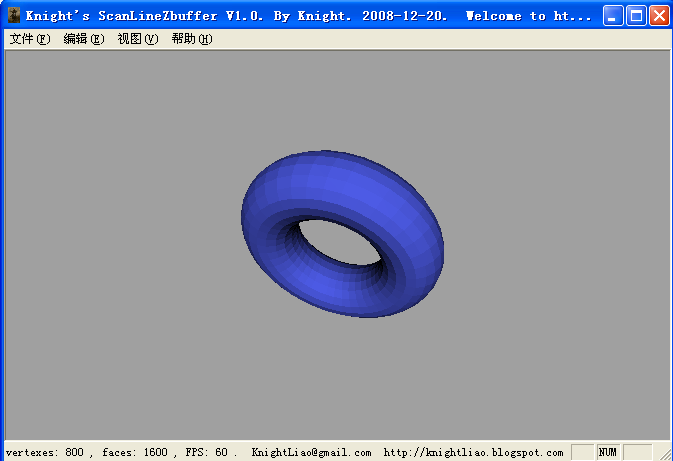 Knight's ScanLineZbuffer V1.0. By Knight. 2008-12-20. Welcome to ht...
文件(F) 编辑(E) 视图(V) 帮助(H)
vertexes: 800 , faces: 1600 , FPS: 60 . KnightLiao@gmail.com http://knightliao.blogspot.com NUM